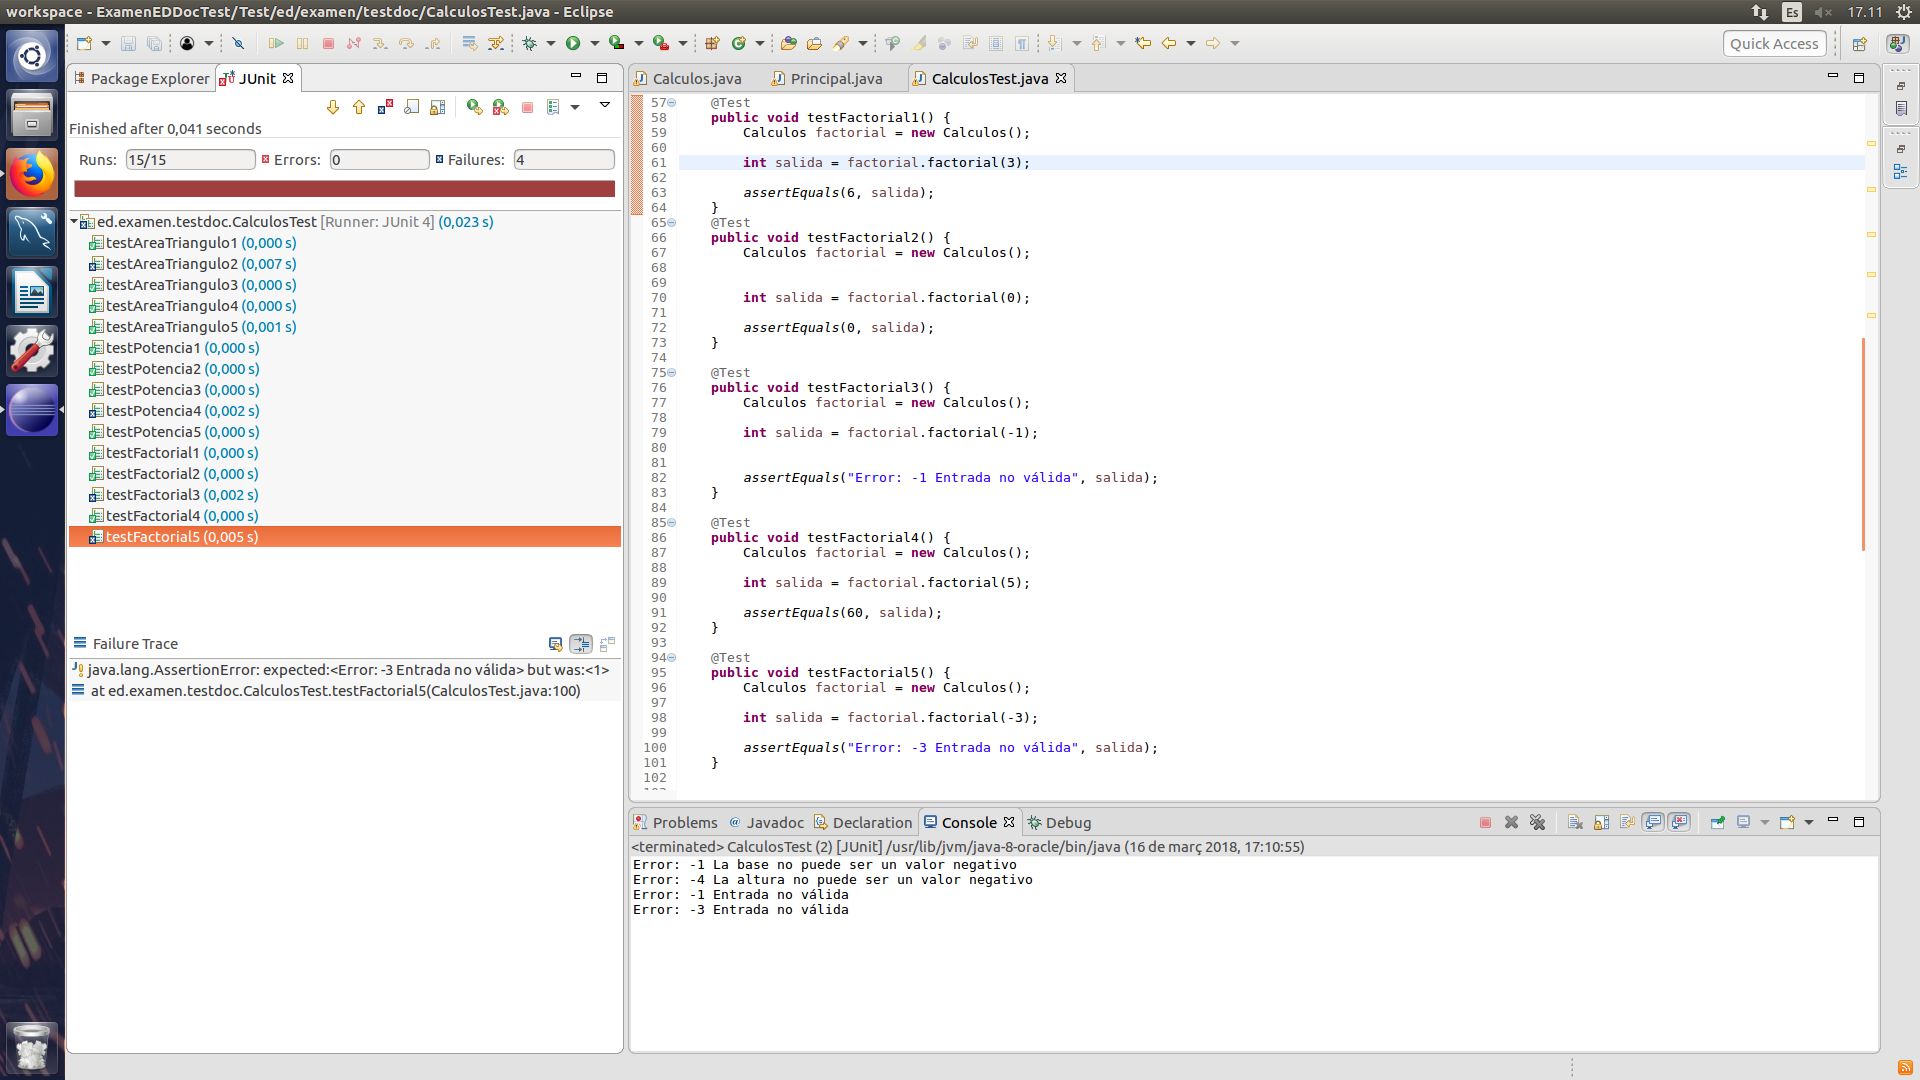 workspace - ExamenEDDocTest/Test/ed/examen/testdoc/CalculosTest.java - Eclipse
Es
17.11
Quick Access
Package Explorer
JUnit
Finished after 0,041 seconds
Runs: 15/15 Errors: 0 Failures: 4
ed.examen.testdoc.CalculosTest [Runner: JUnit 4] (0,023 s)
testAreaTriangulo1 (0,000 s)
testAreaTriangulo2 (0,007 s)
testAreaTriangulo3 (0,000 s)
testAreaTriangulo4 (0,000 s)
testAreaTriangulo5 (0,001 s)
testPotencia1 (0,000 s)
testPotencia2 (0,000 s)
testPotencia3 (0,000 s)
testPotencia4 (0,002 s)
testPotencia5 (0,000 s)
testFactorial1 (0,000 s)
testFactorial2 (0,000 s)
testFactorial3 (0,002 s)
testFactorial4 (0,000 s)
testFactorial5 (0,005 s)
Failure Trace
java.lang.AssertionError: expected:<Error: -3 Entrada no válida> but was:<1>
at ed.examen.testdoc.CalculosTest.testFactorial5(CalculosTest.java:100)
Calculos.java
Principal.java
CalculosTest.java
57 @Test
58 public void testFactorial1() {
59 Calculos factorial = new Calculos();
60
61 int salida = factorial.factorial(3);
62
63 assertEquals(6, salida);
64 }
65 @Test
66 public void testFactorial2() {
67 Calculos factorial = new Calculos();
68
69
70 int salida = factorial.factorial(0);
71
72 assertEquals(0, salida);
73 }
74
75 @Test
76 public void testFactorial3() {
77 Calculos factorial = new Calculos();
78
79 int salida = factorial.factorial(-1);
80
81
82 assertEquals("Error: -1 Entrada no válida", salida);
83 }
84
85 @Test
86 public void testFactorial4() {
87 Calculos factorial = new Calculos();
88
89 int salida = factorial.factorial(5);
90
91 assertEquals(60, salida);
92 }
93
94 @Test
95 public void testFactorial5() {
96 Calculos factorial = new Calculos();
97
98 int salida = factorial.factorial(-3);
99
100 assertEquals("Error: -3 Entrada no válida", salida);
101 }
102
Problems
Javadoc
Declaration
Console
Debug
<terminated> CalculosTest (2) [JUnit] /usr/lib/jvm/java-8-oracle/bin/java (16 de març 2018, 17:10:55)
Error: -1 La base no puede ser un valor negativo
Error: -4 La altura no puede ser un valor negativo
Error: -1 Entrada no válida
Error: -3 Entrada no válida